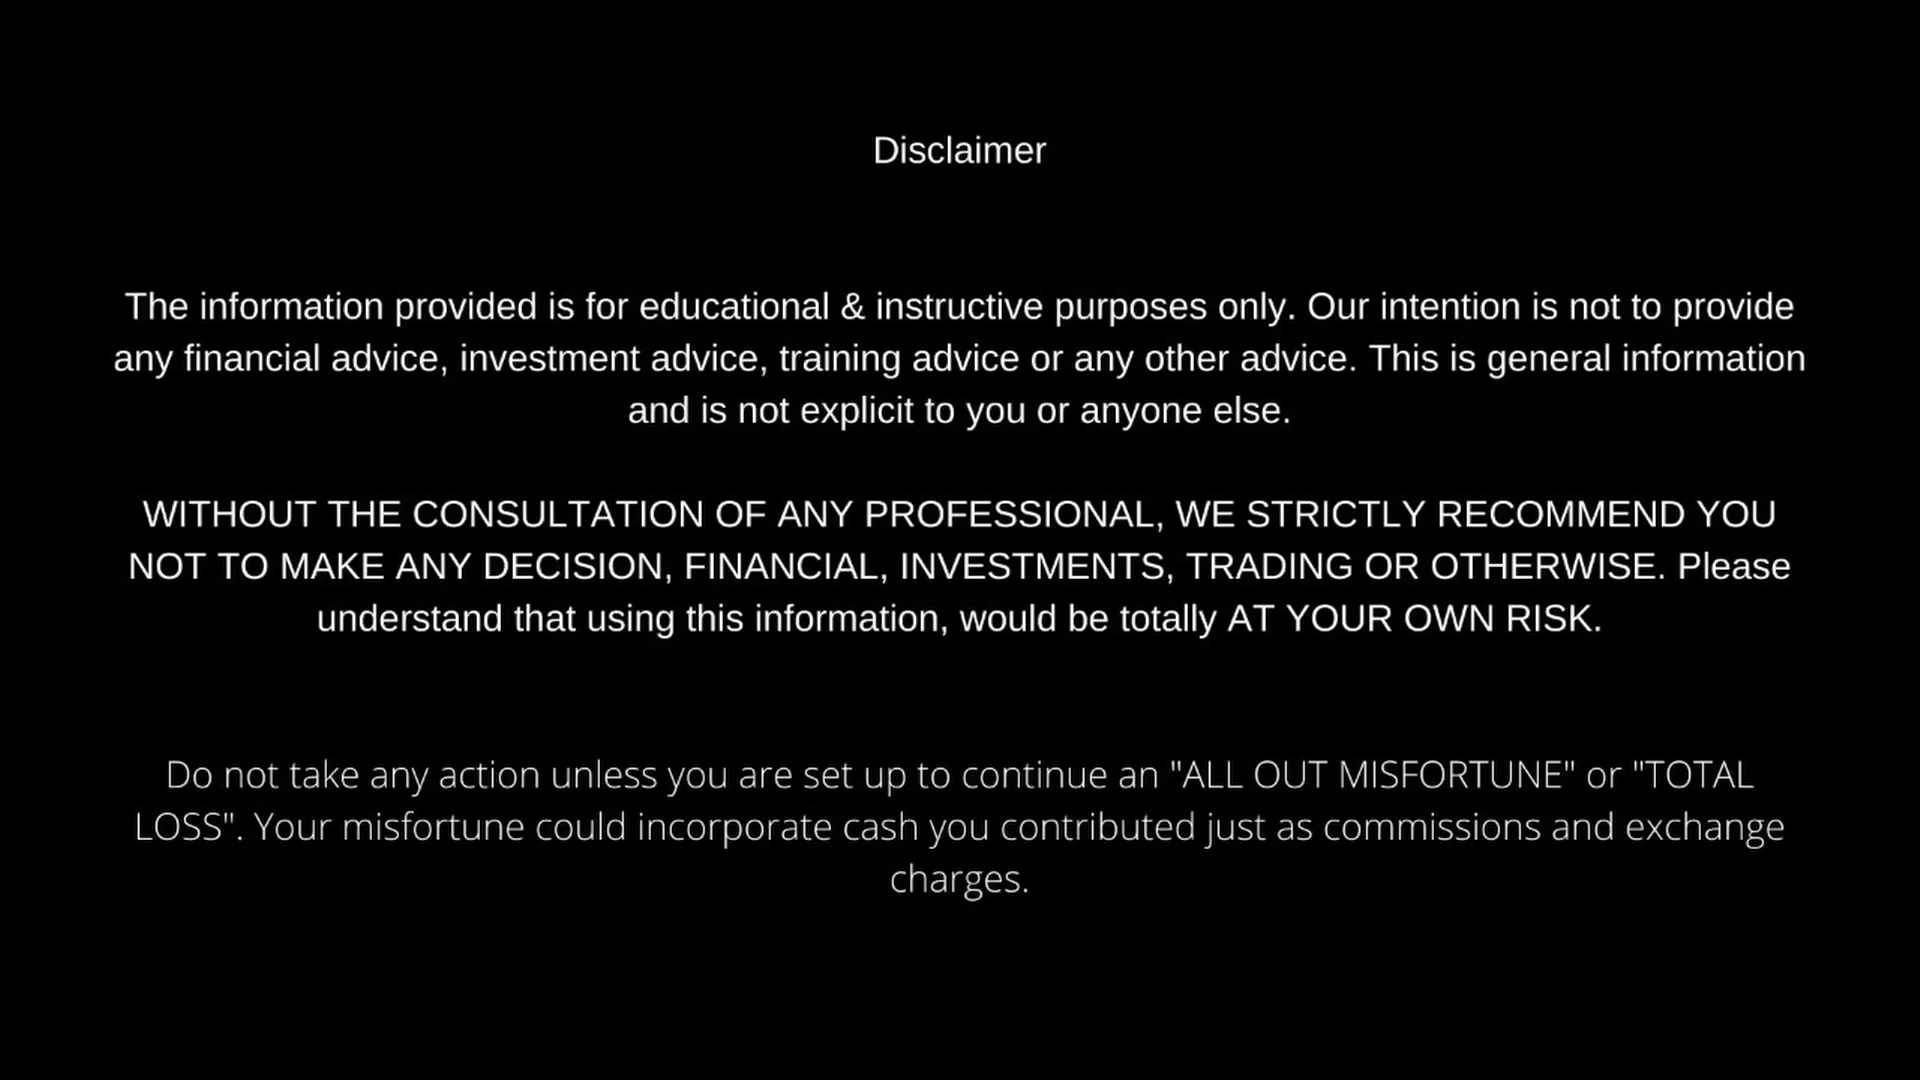 Disclaimer
The information provided is for educational & instructive purposes only. Our intention is not to provide
any financial advice, investment advice, training advice or any other advice. This is general information
and is not explicit to you or anyone else.
WITHOUT THE CONSULTATION OF ANY PROFESSIONAL, WE STRICTLY RECOMMEND YOU
NOT TO MAKE ANY DECISION, FINANCIAL, INVESTMENTS, TRADING OR OTHERWISE. Please
understand that using this information, would be totally AT YOUR OWN RISK.
Do not take any action unless you are set up to continue an "ALL OUT MISFORTUNE" or "TOTAL
LOSS". Your misfortune could incorporate cash you contributed just as commissions and exchange
charges.